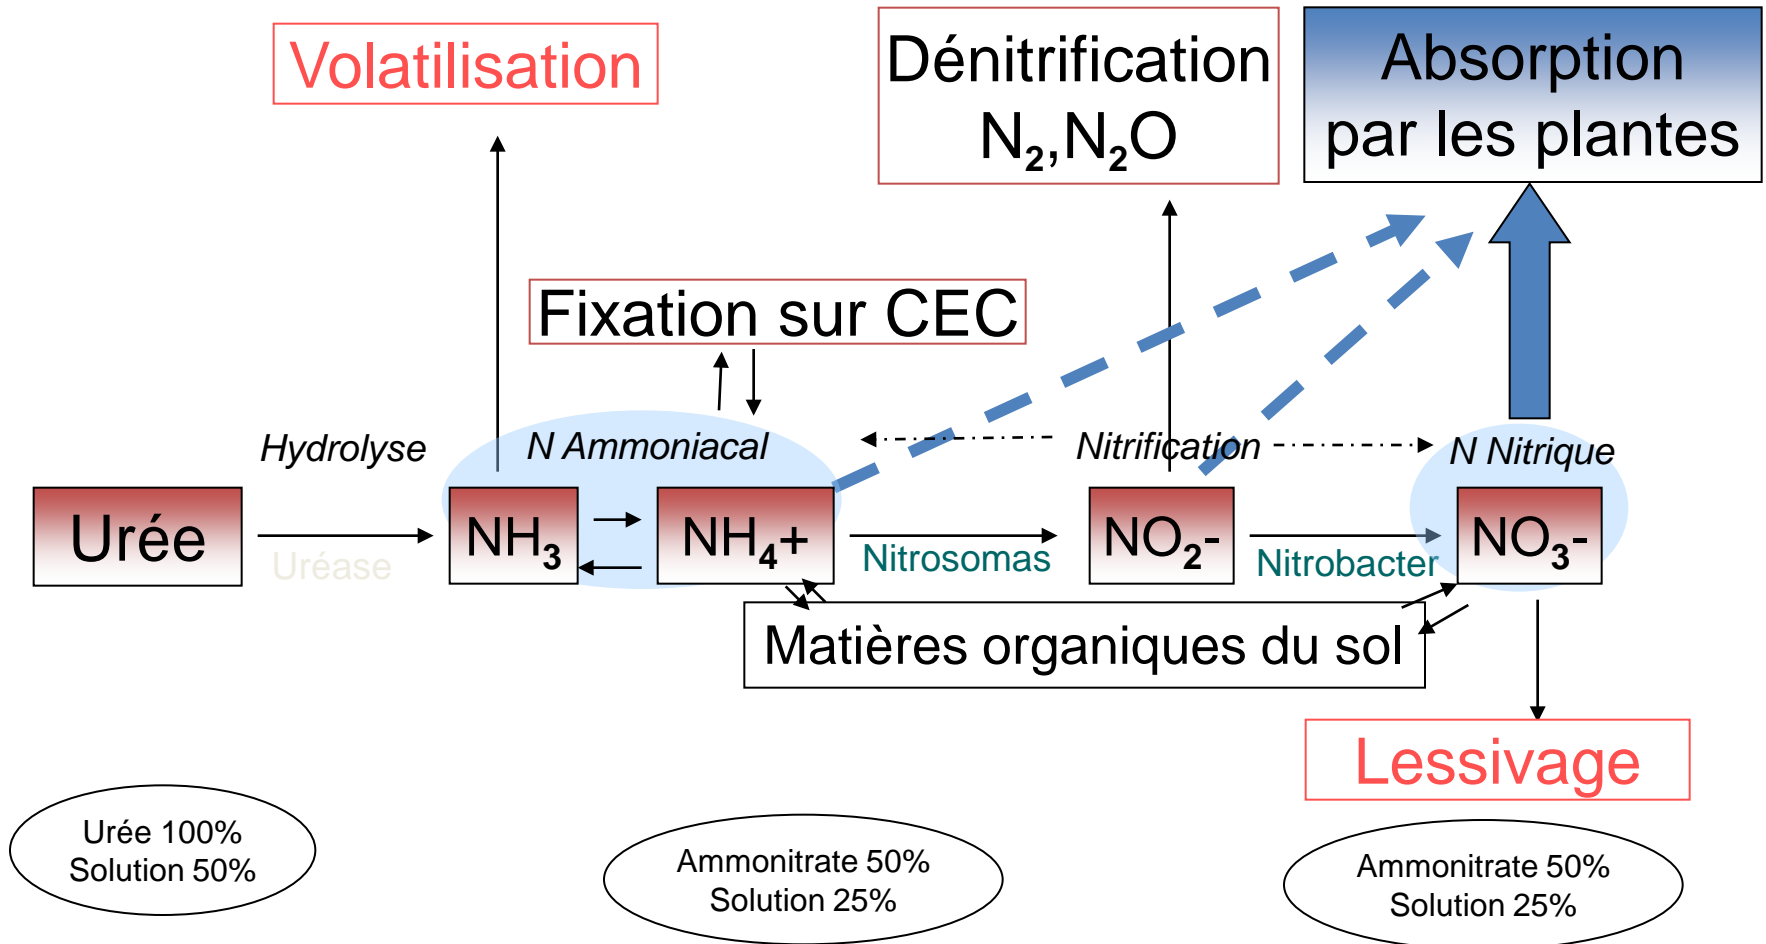 Volatilisation
Dénitrification
N₂,N₂O
Absorption
par les plantes
Fixation sur CEC
Hydrolyse
N Ammoniacal
Nitrification
N Nitrique
Urée
Uréase
NH₃
NH₄+
Nitrosomas
NO₂-
Nitrobacter
NO₃-
Matières organiques du sol
Lessivage
Urée 100%
Solution 50%
Ammonitrate 50%
Solution 25%
Ammonitrate 50%
Solution 25%